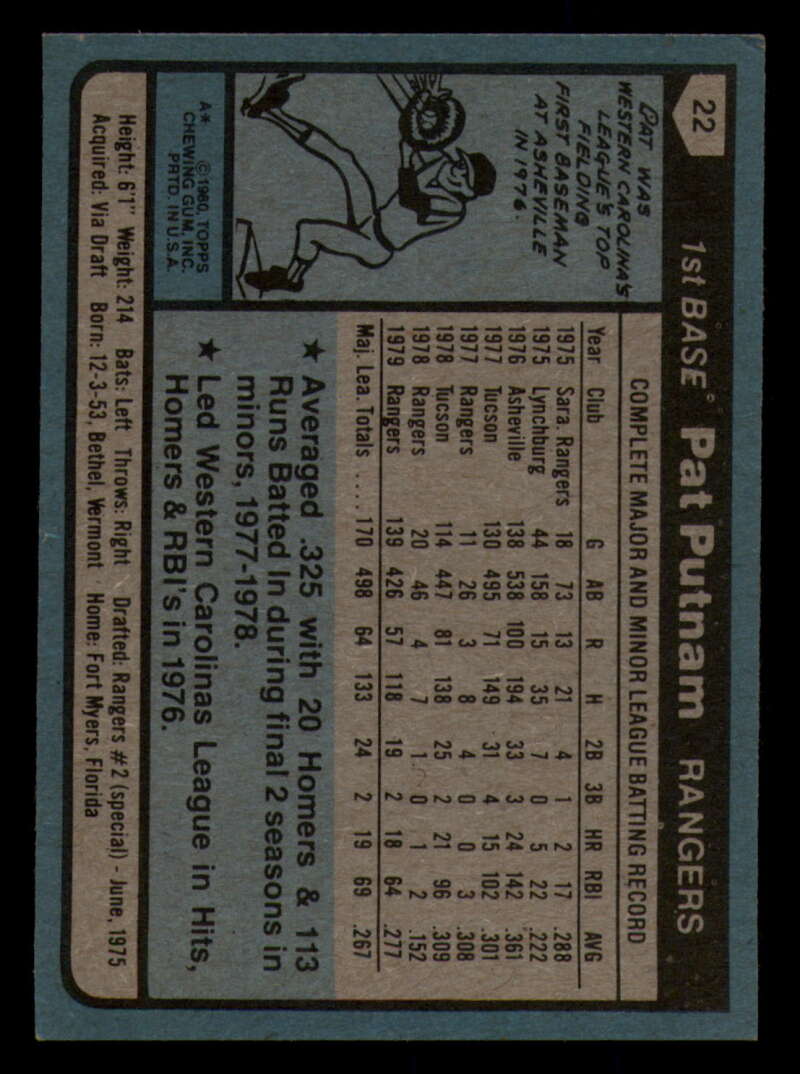 22
1st BASE Pat Putnam RANGERS
PAT WAS
WESTERN CAROLINA'S
LEAGUE'S TOP
FIELDING
FIRST BASEMAN
AT ASHEVILLE
IN 1976.
A* ©1980, TOPPS
CHEWING GUM, INC.
PRTD. IN U.S.A.
COMPLETE MAJOR AND MINOR LEAGUE BATTING RECORD
Year Club G AB R H 2B 3B HR RBI AVG
1975 Sara. Rangers 18 73 13 21 4 1 2 17 .288
1975 Lynchburg 44 158 15 35 7 0 5 22 .222
1976 Asheville 138 538 100 194 33 3 24 142 .361
1977 Tucson 130 495 71 149 31 4 15 102 .301
1977 Rangers 11 26 3 8 4 0 0 3 .308
1978 Tucson 114 447 81 138 25 2 21 96 .309
1978 Rangers 20 46 4 7 1 0 1 2 .152
1979 Rangers 139 426 57 118 19 2 18 64 .277
Maj. Lea. Totals .... 170 498 64 133 24 2 19 69 .267
★ Averaged .325 with 20 Homers & 113
Runs Batted In during final 2 seasons in
minors, 1977-1978.
★ Led Western Carolinas League in Hits,
Homers & RBI's in 1976.
Height: 6'1" Weight: 214 Bats: Left Throws: Right Drafted: Rangers #2 (special) - June, 1975
Acquired: Via Draft Born: 12-3-53, Bethel, Vermont Home: Fort Myers, Florida